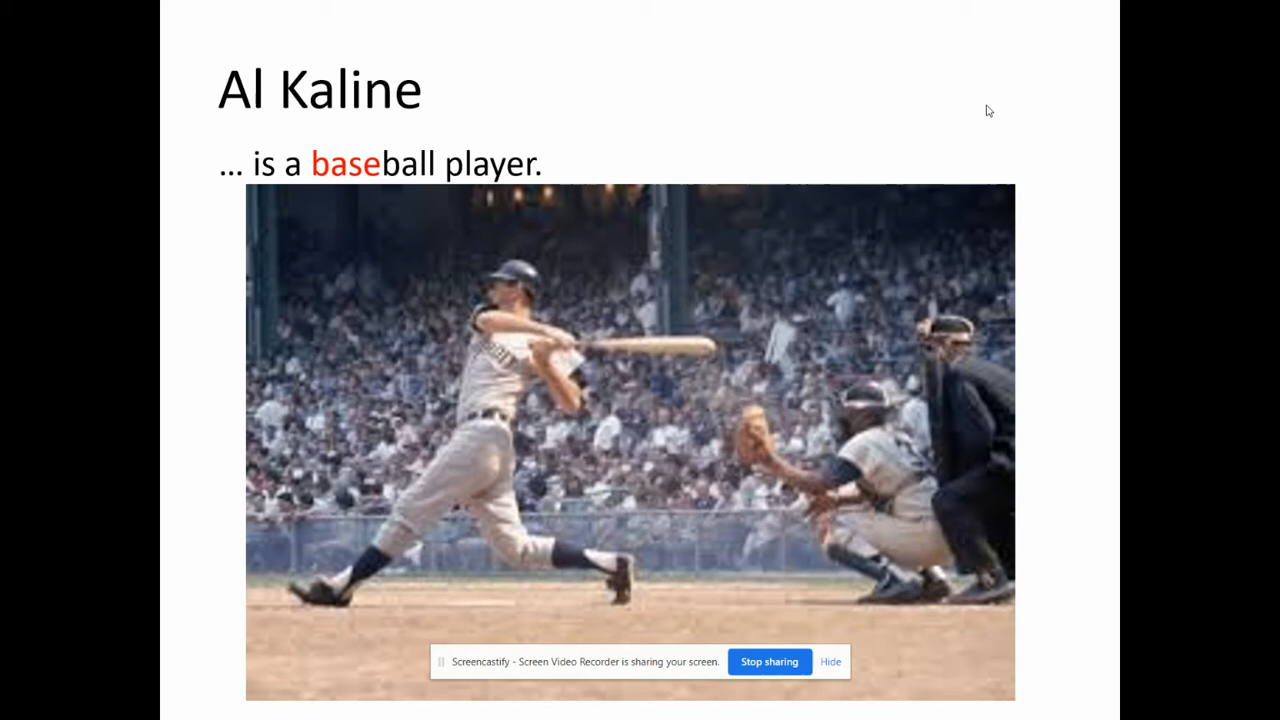 Al Kaline
... is a baseball player.
Screencastify - Screen Video Recorder is sharing your screen. Stop sharing Hide